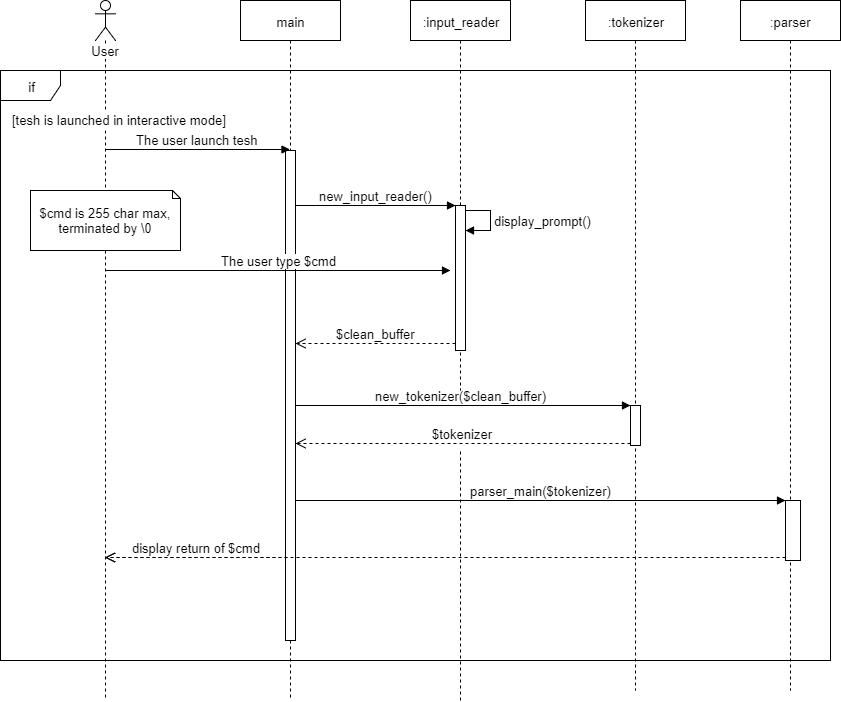 User
main
:input_reader
:tokenizer
:parser
if
[tesh is launched in interactive mode]
The user launch tesh
new_input_reader()
$cmd is 255 char max,
terminated by \0
display_prompt()
The user type $cmd
$clean_buffer
new_tokenizer($clean_buffer)
$tokenizer
parser_main($tokenizer)
display return of $cmd